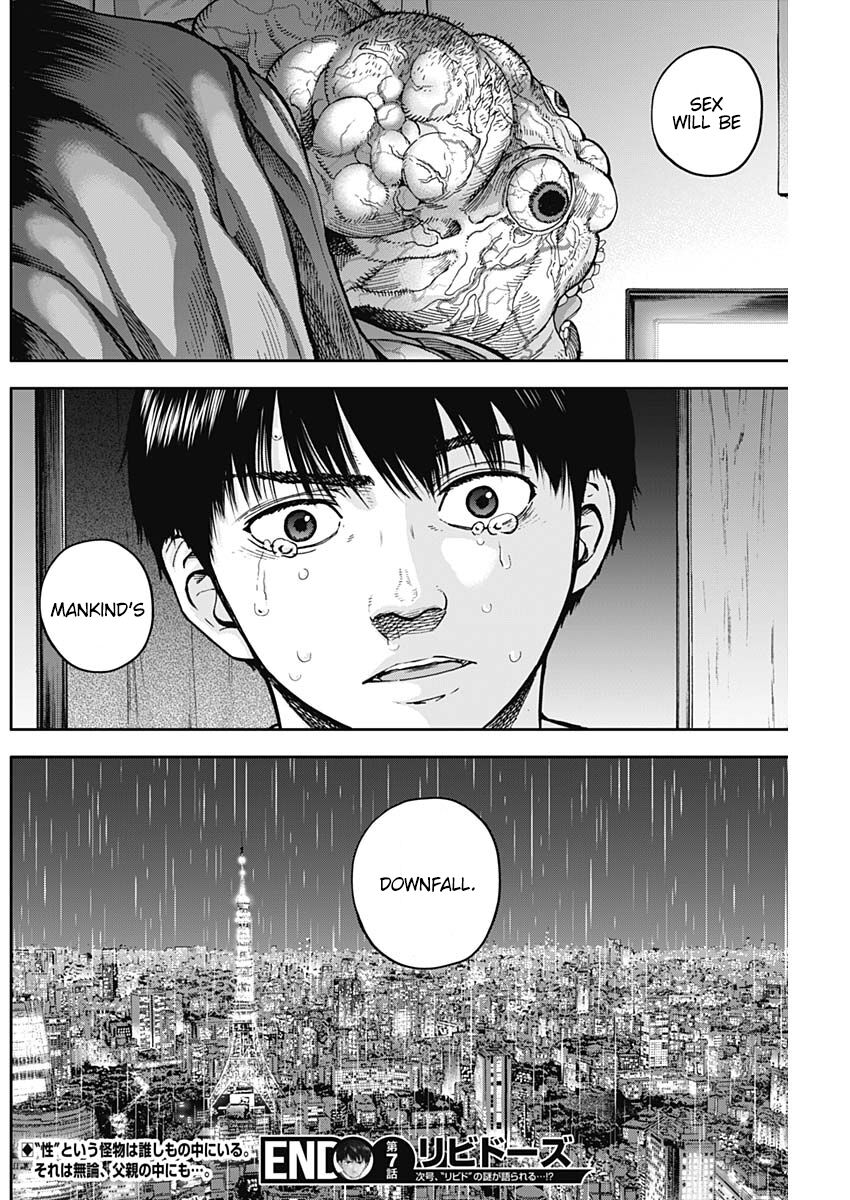 SEX
WILL BE
MANKIND'S
DOWNFALL.
◆“性”という怪物は誰しもの中にいる。
それは無論、父親の中にも…。
END
第7話
リビドーズ
次号、“リビド”の謎が語られる…!?